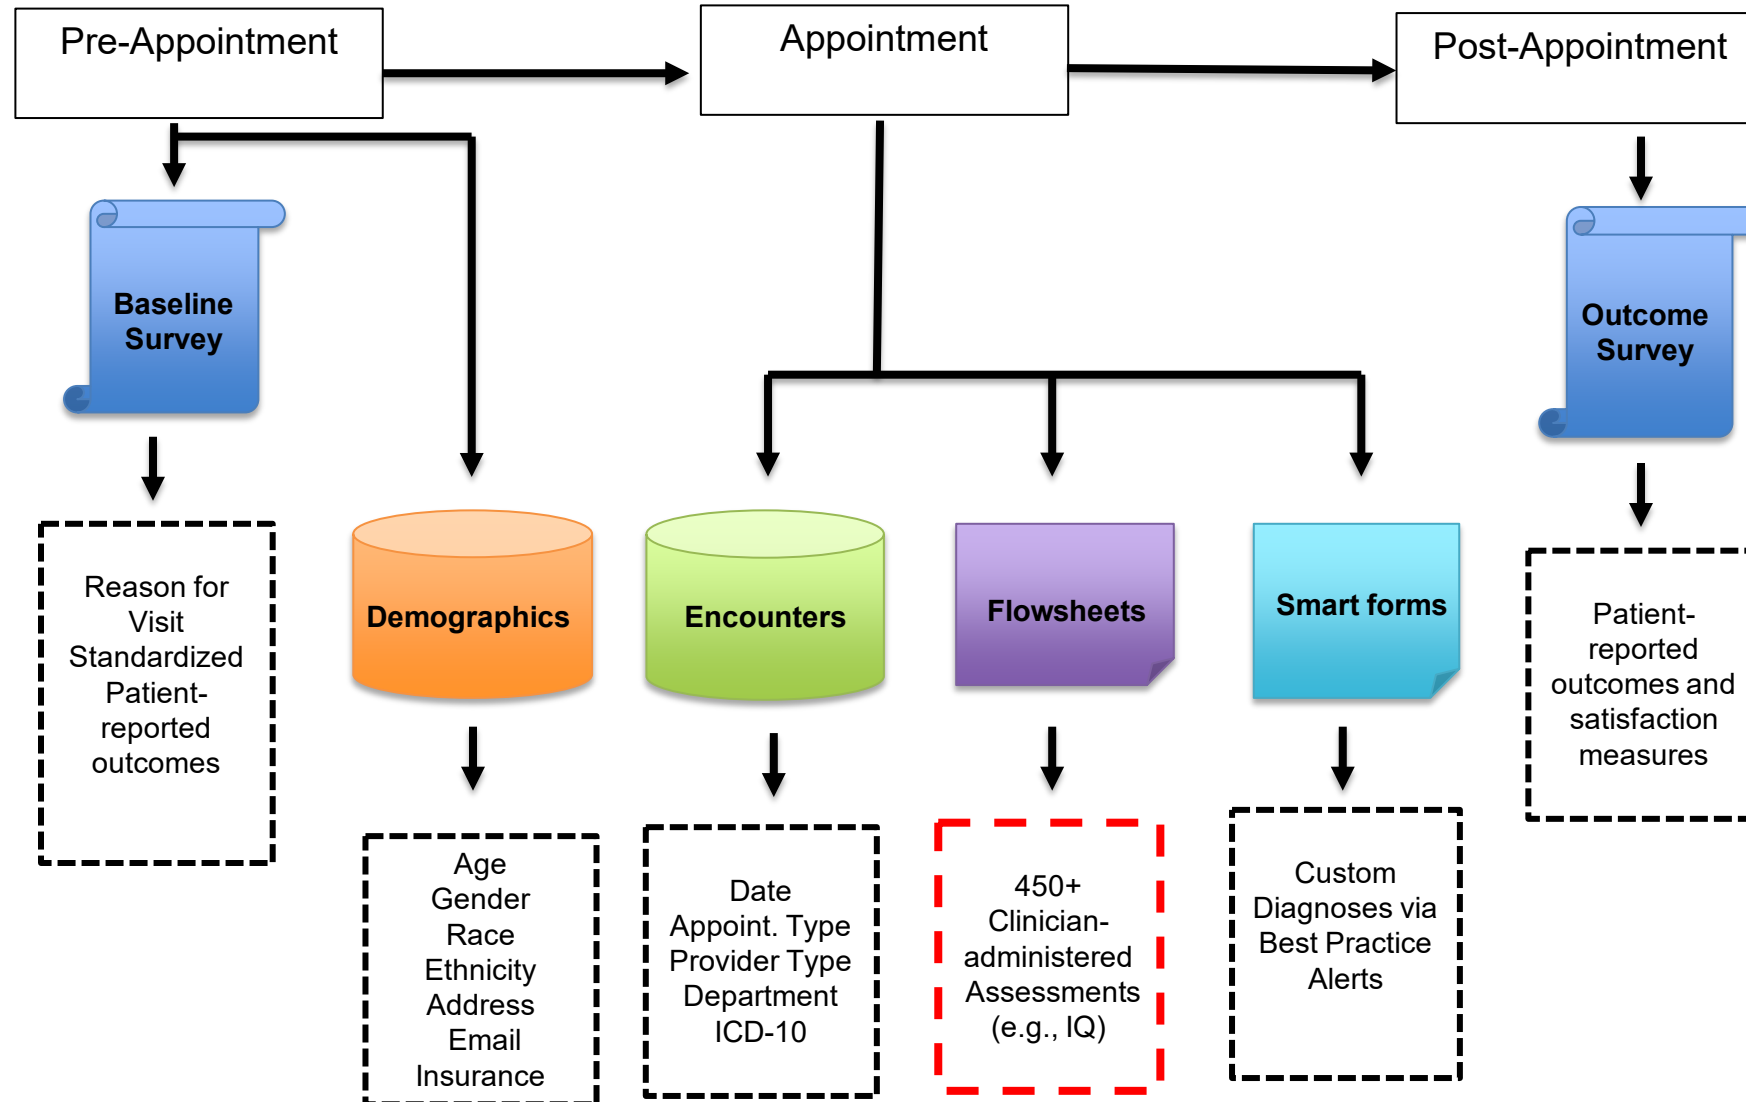 Pre-Appointment
Appointment
Post-Appointment
Baseline
Survey
Outcome
Survey
Demographics
Encounters
Flowsheets
Smart forms
Reason for
Visit
Standardized
Patient-
reported
outcomes
Age
Gender
Race
Ethnicity
Address
Email
Insurance
Date
Appoint. Type
Provider Type
Department
ICD-10
450+
Clinician-
administered
Assessments
(e.g., IQ)
Custom
Diagnoses via
Best Practice
Alerts
Patient-
reported
outcomes and
satisfaction
measures